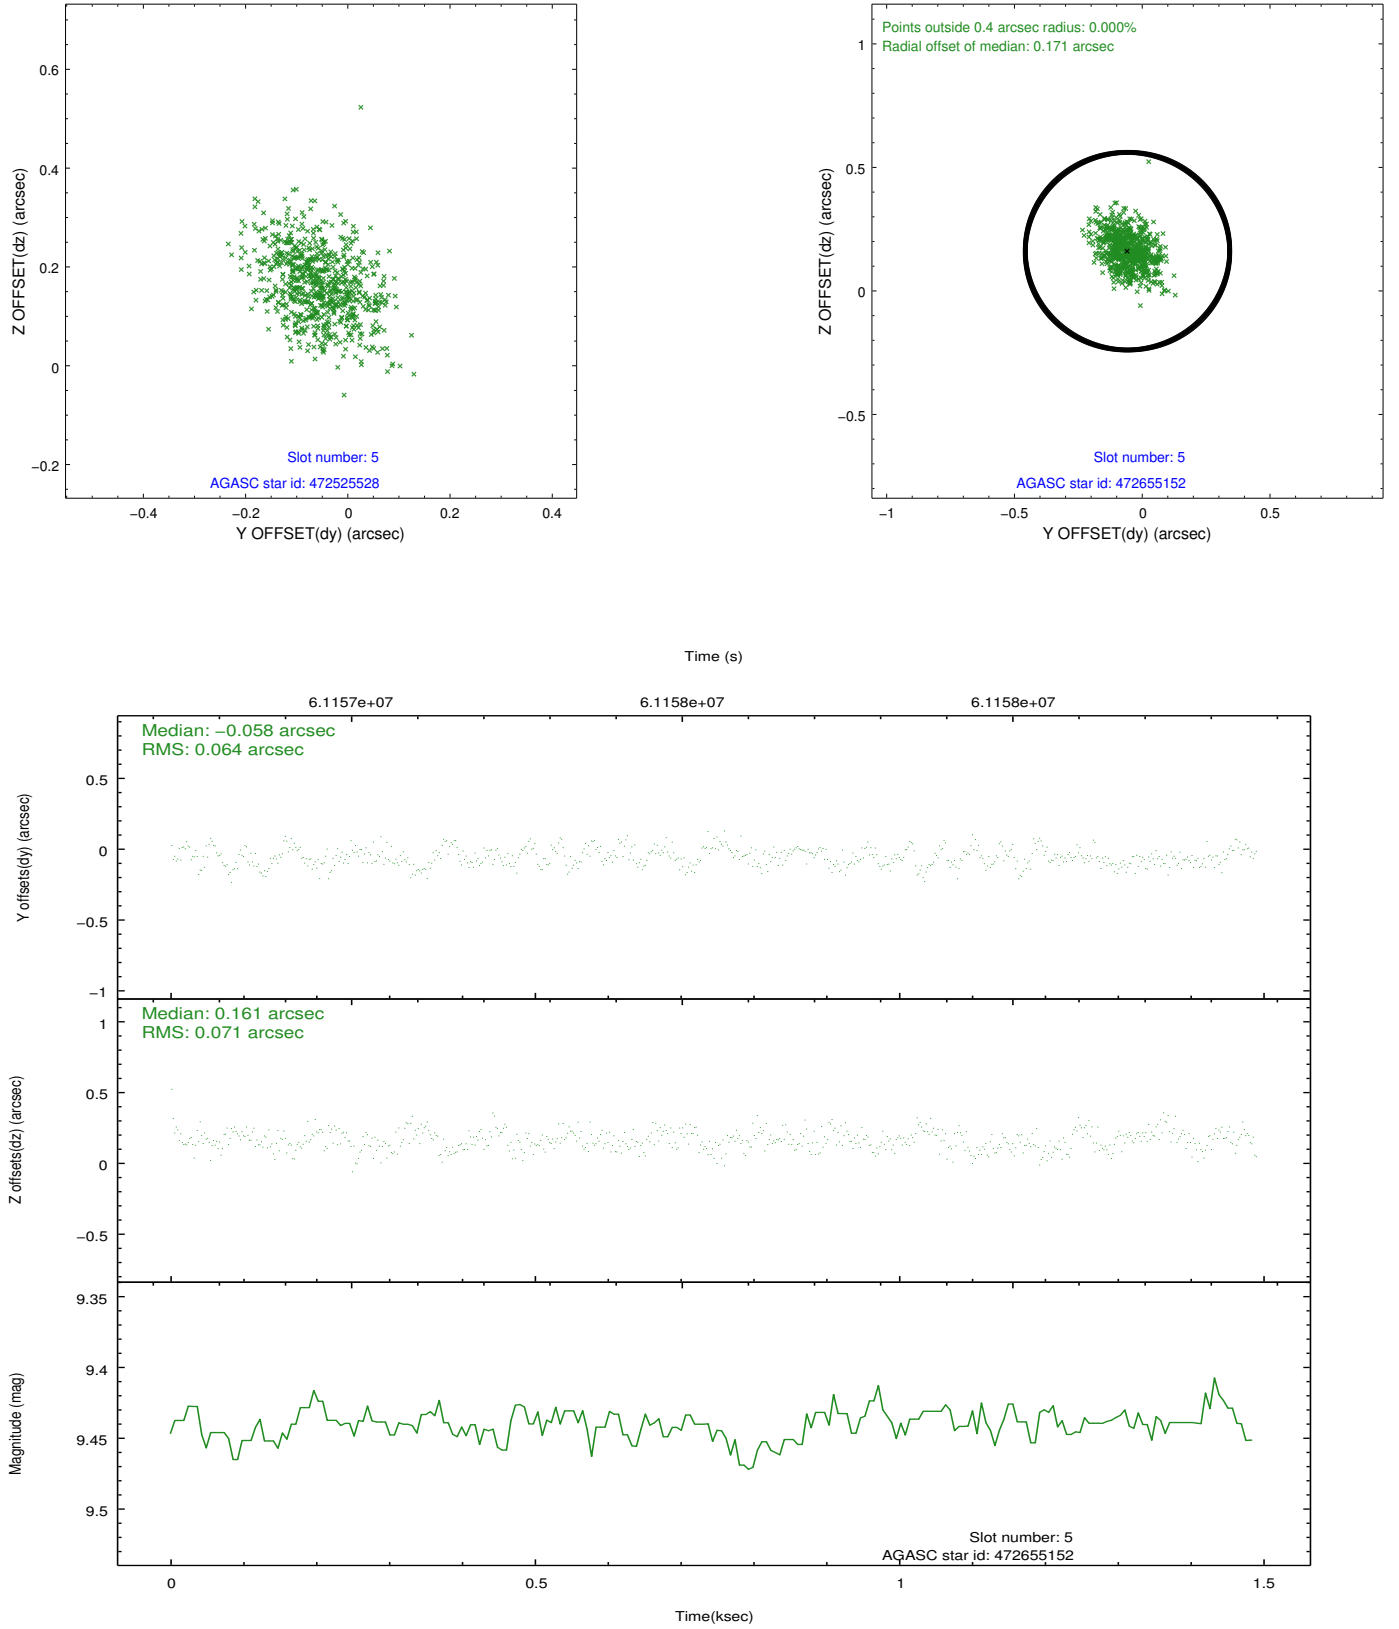 0.6
0.4
0.2
0
−0.2
Z OFFSET(dz) (arcsec)
Slot number: 5
AGASC star id: 472525528
−0.4
−0.2
0
0.2
0.4
Y OFFSET(dy) (arcsec)
Points outside 0.4 arcsec radius: 0.000%
Radial offset of median: 0.171 arcsec
1
0.5
0
−0.5
Z OFFSET(dz) (arcsec)
Slot number: 5
AGASC star id: 472655152
−1
−0.5
0
0.5
Y OFFSET(dy) (arcsec)
Time (s)
6.1157e+07
6.1158e+07
6.1158e+07
Median: −0.058 arcsec
RMS: 0.064 arcsec
0.5
0
−0.5
−1
Y offsets(dy) (arcsec)
Median: 0.161 arcsec
RMS: 0.071 arcsec
1
0.5
0
−0.5
Z offsets(dz) (arcsec)
9.35
9.4
9.45
9.5
Magnitude (mag)
Slot number: 5
AGASC star id: 472655152
0
0.5
1
1.5
Time(ksec)